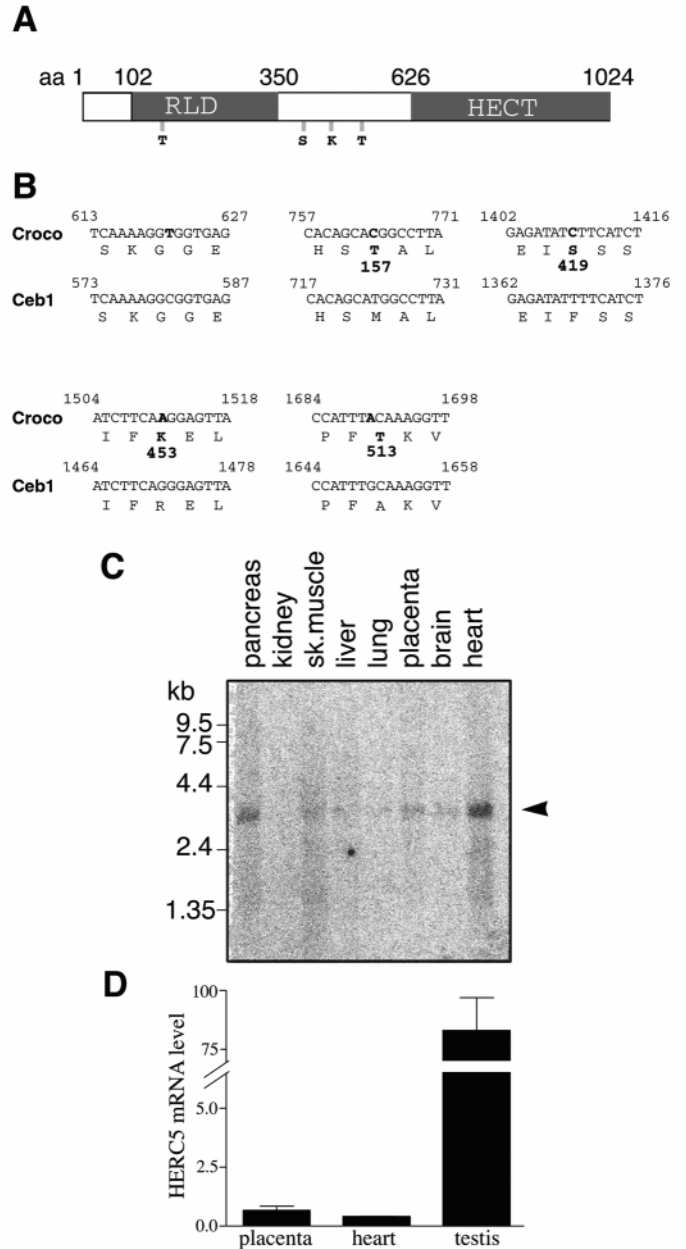 A
aa 1 102 350 626 1024
RLD HECT
T S K T
B
613 627 757 771 1402 1416
Croco TCAAAAGGTGGTGAG CACAGCACGGCCTTA GAGATATCTTCATCT
S K G G E H S T A L E I S S S
157 419
573 587 717 731 1362 1376
Ceb1 TCAAAAGGCGGTGAG CACAGCATGGCCTTA GAGATATTTTCATCT
S K G G E H S M A L E I F S S
1504 1518 1684 1698
Croco ATCTTCAAGGAGTTA CCATTTACAAAGGTT
I F K E L P F T K V
453 513
1464 1478 1644 1658
Ceb1 ATCTTCAGGGAGTTA CCATTTGCAAAGGTT
I F R E L P F A K V
C
pancreas kidney sk.muscle liver lung placenta brain heart
kb
9.5
7.5
4.4
2.4
1.35
D
HERC5 mRNA level
100
75
5.0
2.5
0.0
placenta heart testis